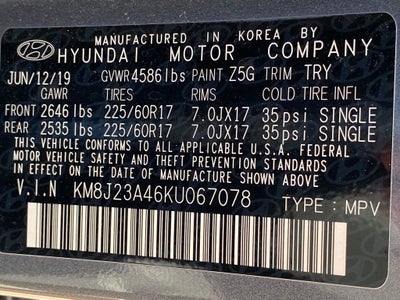 MANUFACTURED IN KOREA BY
HYUNDAI MOTOR COMPANY
JUN/12/19 GVWR 4586lbs PAINT Z5G TRIM TRY
GAWR TIRES RIMS COLD TIRE INFL
FRONT 2646 lbs 225/60R17 7.0JX17 35psi SINGLE
REAR 2535 lbs 225/60R17 7.0JX17 35psi SINGLE
THIS VEHICLE CONFORMS TO ALL APPLICABLE U.S.A. FEDERAL
MOTOR VEHICLE SAFETY, BUMPER, AND THEFT PREVENTION STANDARDS
IN EFFECT ON THE DATE OF MANUFACTURE SHOWN ABOVE.
V.I.N KM8J23A46KU067078 TYPE: MPV